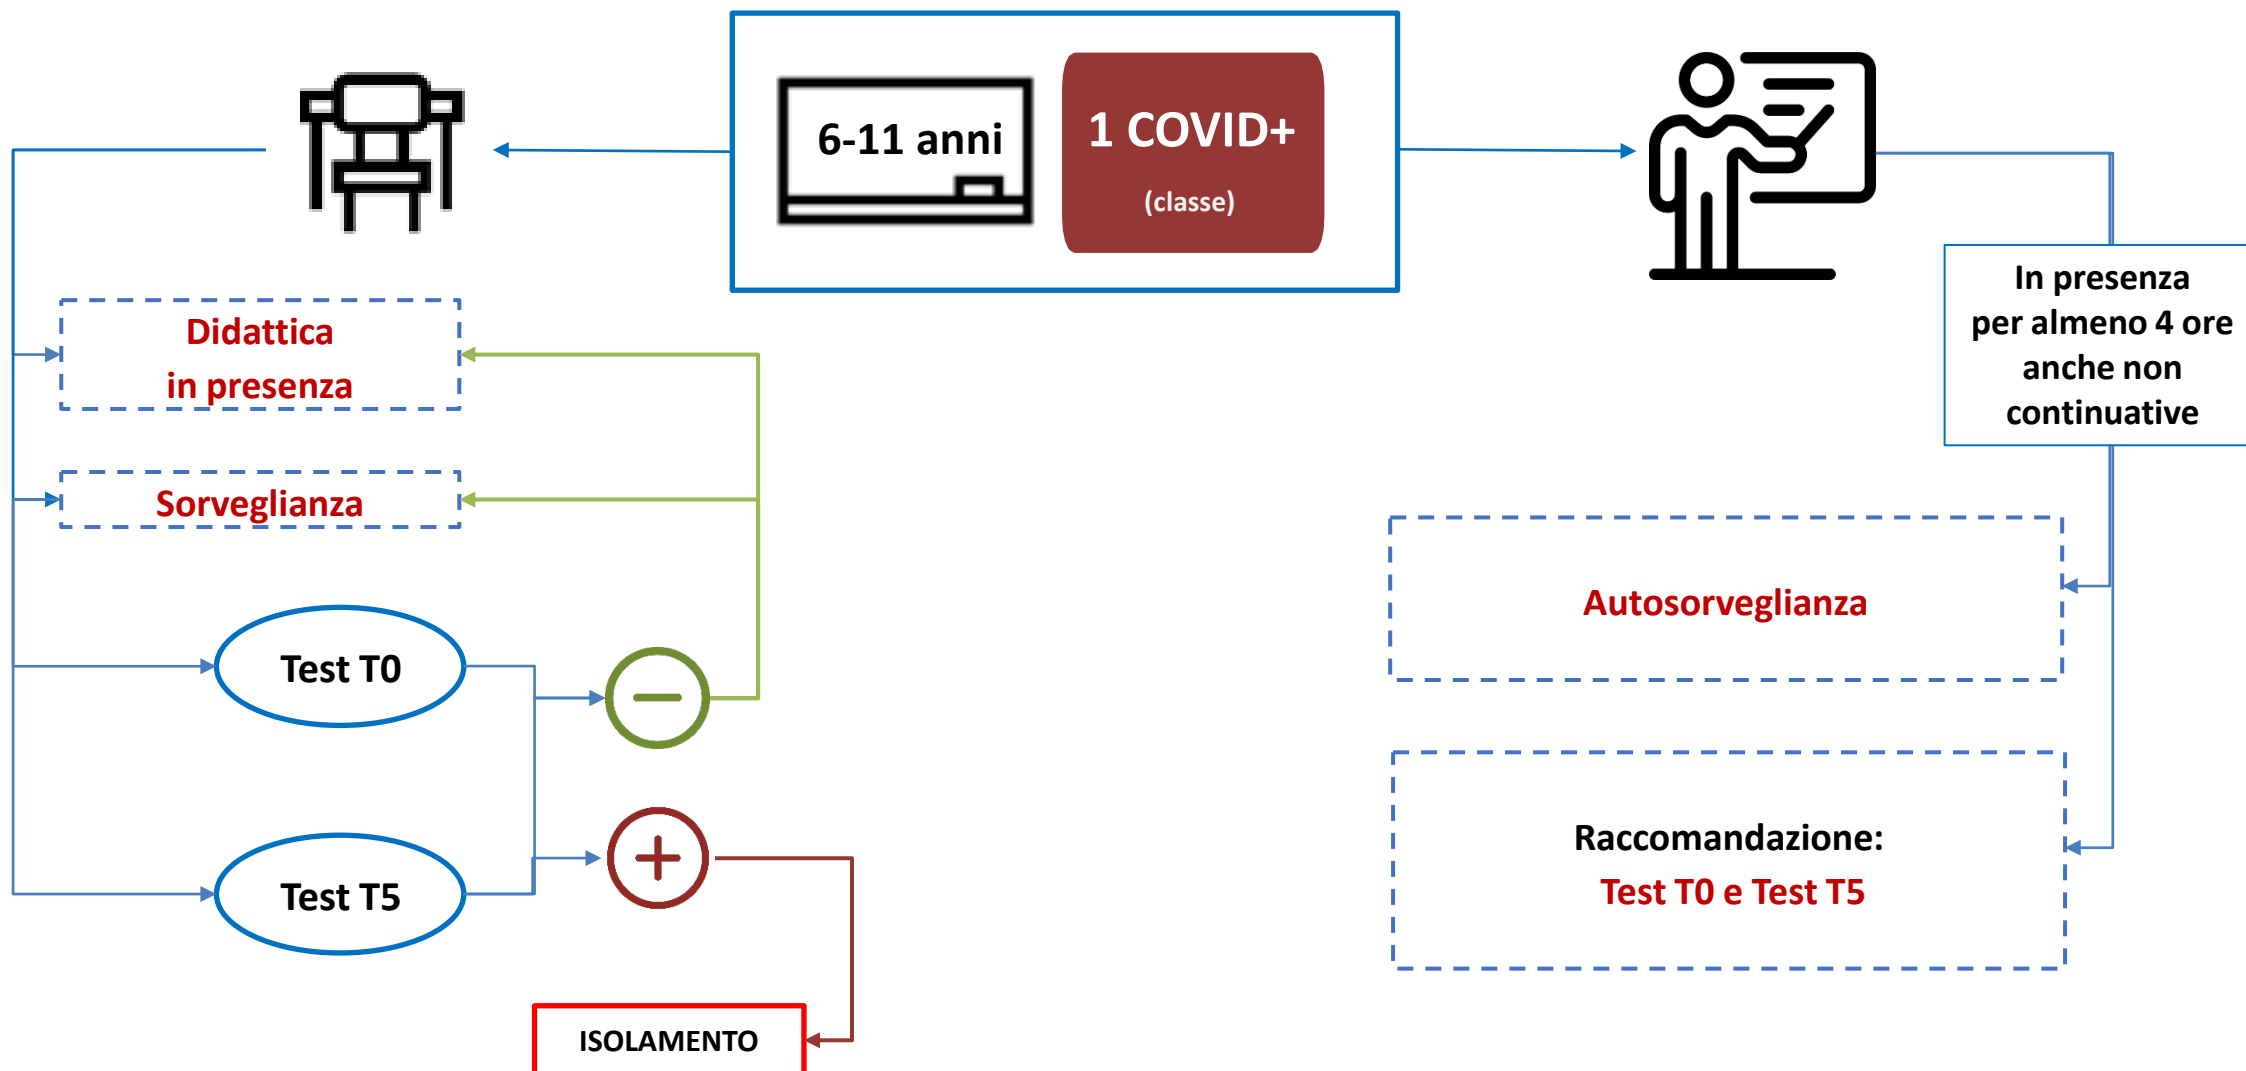 6-11 anni
1 COVID+
(classe)
In presenza
per almeno 4 ore
anche non
continuative
Didattica
in presenza
Sorveglianza
Autosorveglianza
Test T0
Test T5
Raccomandazione:
Test T0 e Test T5
ISOLAMENTO